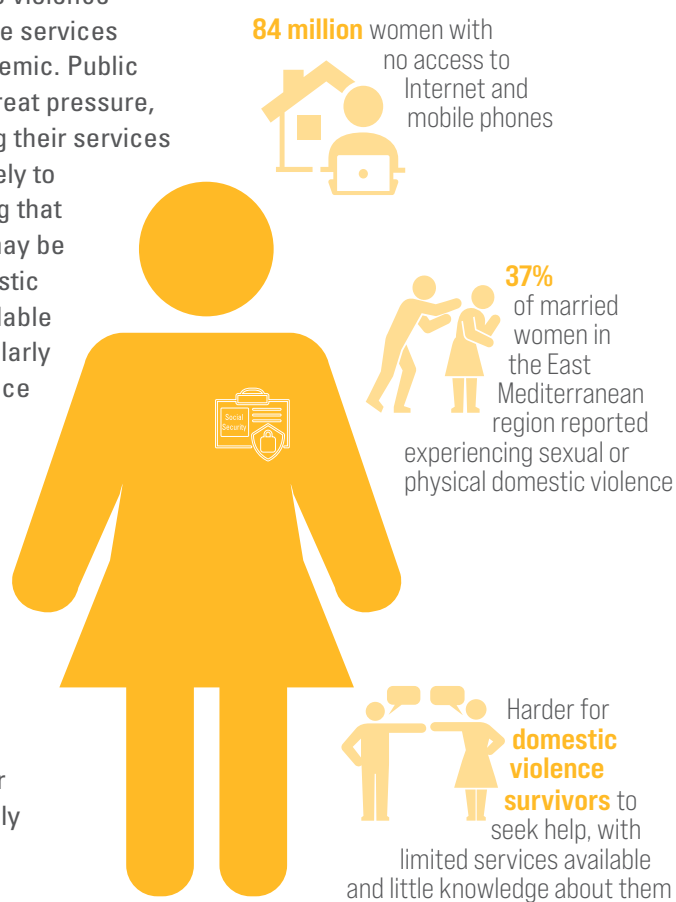 violence
e services
emic. Public
reat pressure,
g their services
ely to
g that
may be
stic
lable
larly
ce
r
ly
84 million women with
no access to
Internet and
mobile phones
Social
Security
37%
of married
women in
the East
Mediterranean
region reported
experiencing sexual or
physical domestic violence
Harder for
domestic
violence
survivors to
seek help, with
limited services available
and little knowledge about them